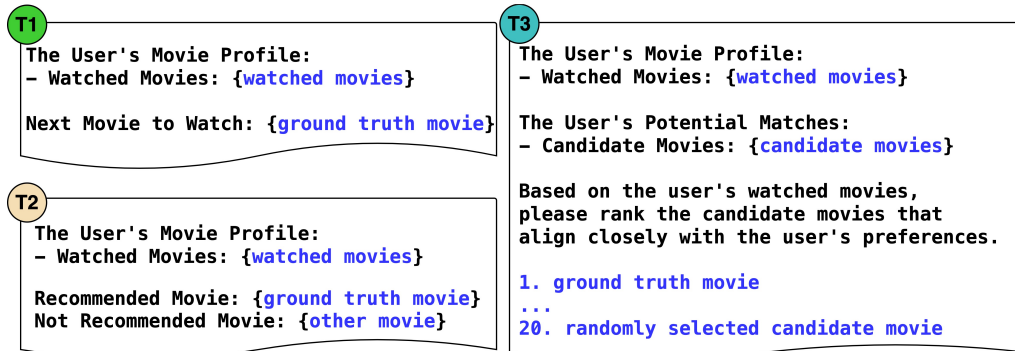 T1
The User's Movie Profile:
– Watched Movies: {watched movies}
Next Movie to Watch: {ground truth movie}
T2
The User's Movie Profile:
– Watched Movies: {watched movies}
Recommended Movie: {ground truth movie}
Not Recommended Movie: {other movie}
T3
The User's Movie Profile:
– Watched Movies: {watched movies}
The User's Potential Matches:
– Candidate Movies: {candidate movies}
Based on the user's watched movies,
please rank the candidate movies that
align closely with the user's preferences.
1. ground truth movie
...
20. randomly selected candidate movie